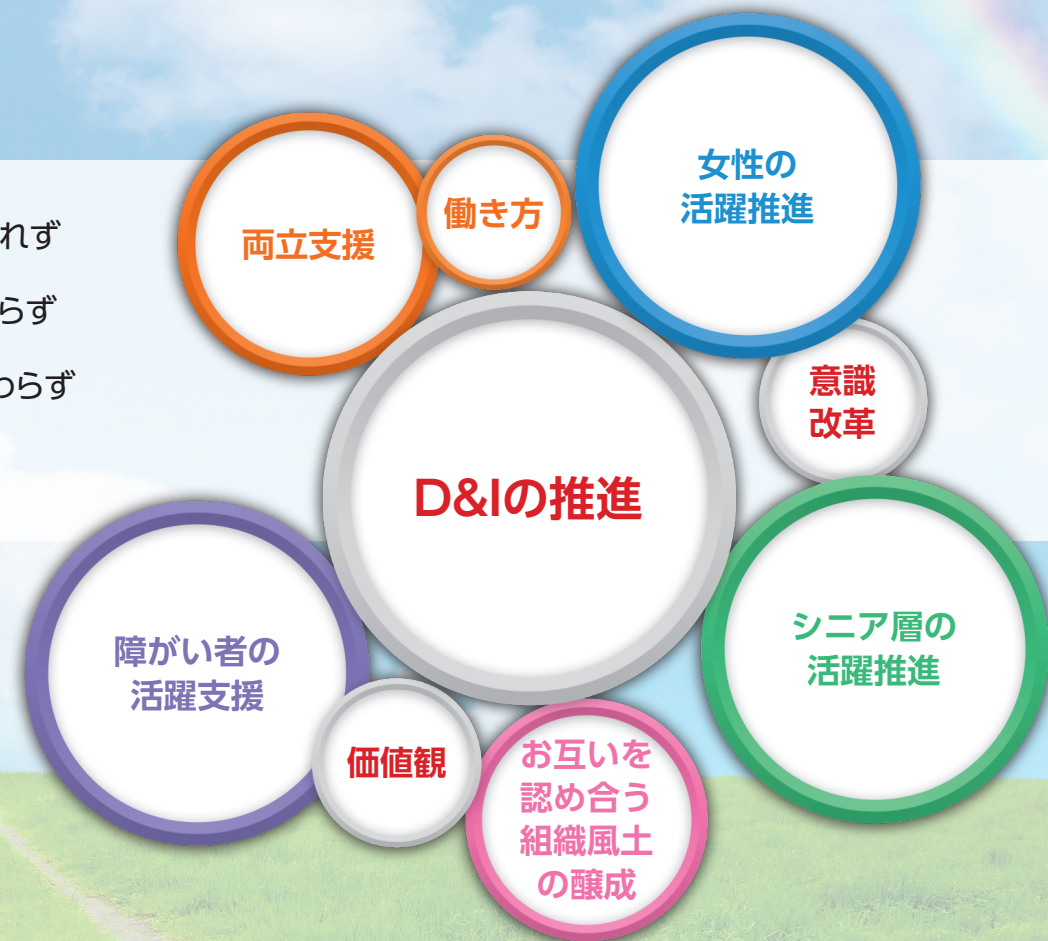 れず
らず
わらず
両立支援
働き方
女性の
活躍推進
意識
改革
D&Iの推進
障がい者の
活躍支援
シニア層の
活躍推進
価値観
お互いを
認め合う
組織風土
の醸成